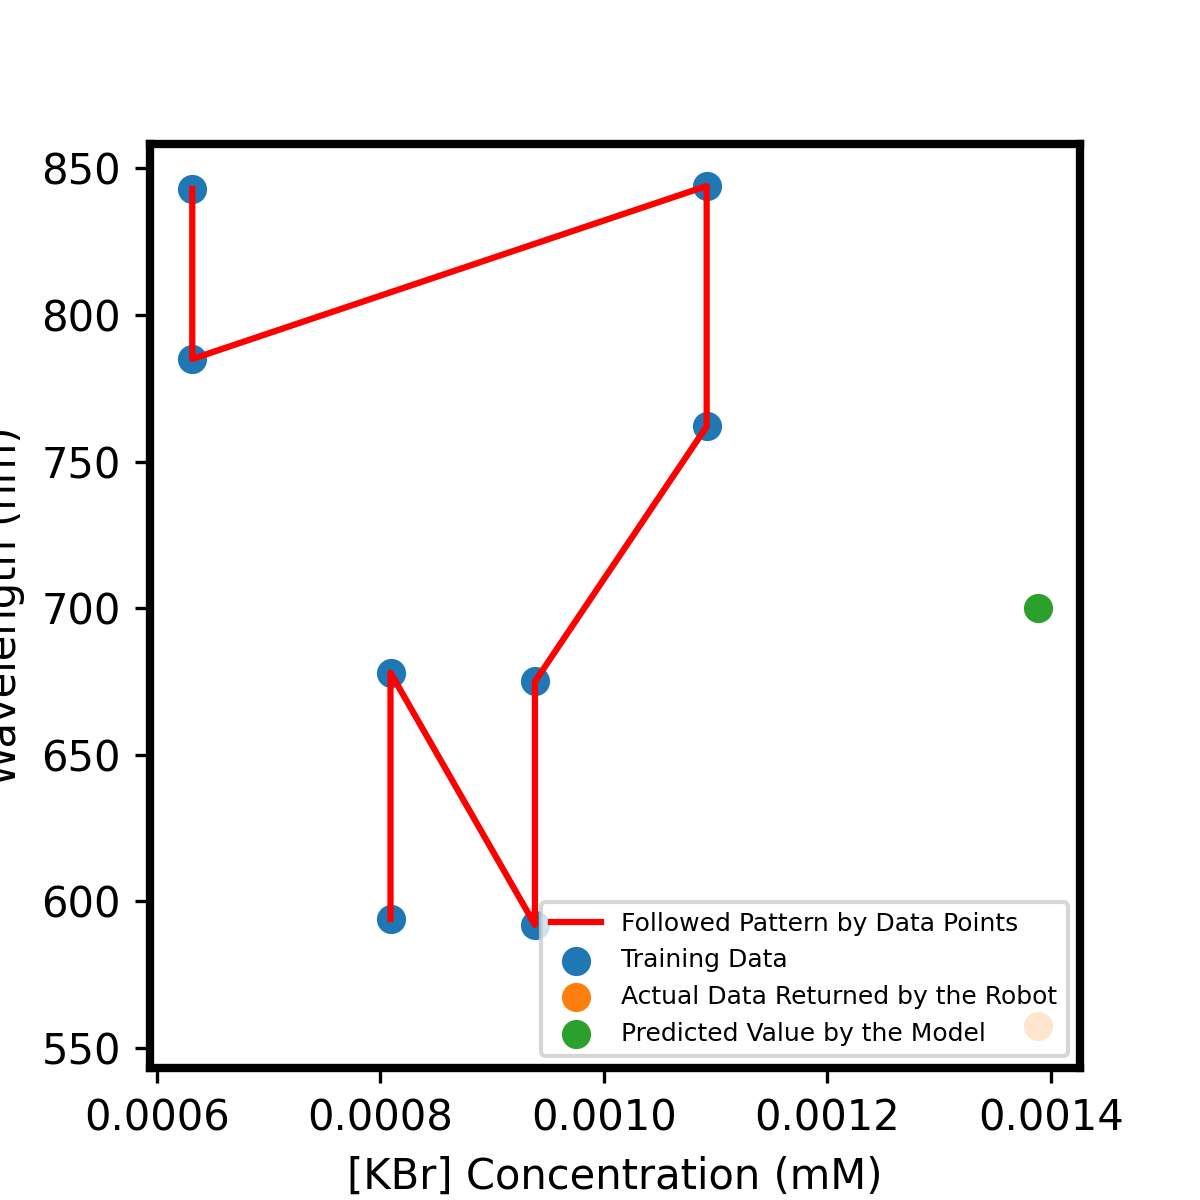 850
800
750
700
650
600
550
Followed Pattern by Data Points
Training Data
Actual Data Returned by the Robot
Predicted Value by the Model
0.0006 0.0008 0.0010 0.0012 0.0014
[KBr] Concentration (mM)
Wavelength (nm)